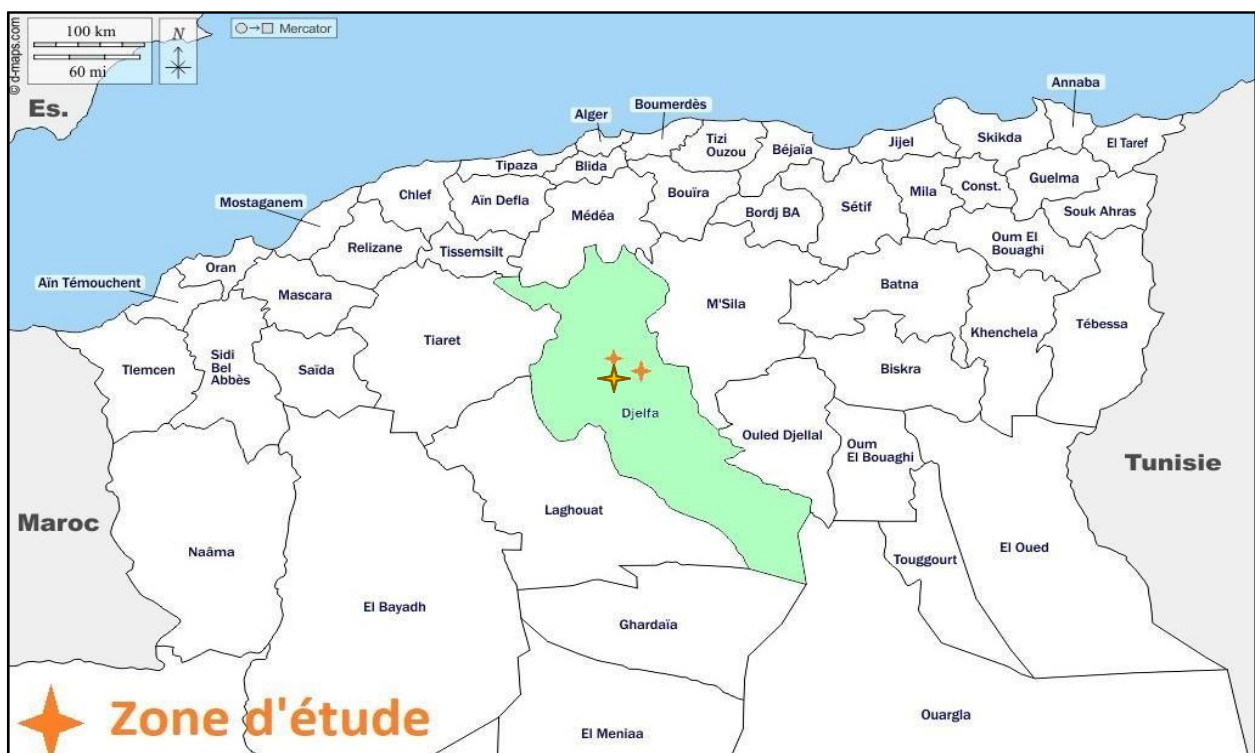 100 km
60 mi
N
○→□ Mercator
© d-maps.com
Es.
Annaba
Boumerdès
Alger
Tizi
Ouzou
Béjaïa
Jijel
Skikda
El Taref
Tipaza
Blida
Bouïra
Mila
Const.
Guelma
Chlef
Aïn Defla
Médéa
Bordj BA
Sétif
Souk Ahras
Mostaganem
Relizane
Tissemsilt
Oum El
Bouaghi
Oran
Aïn Témouchent
Mascara
M'Sila
Batna
Tiaret
Khenchela
Tébessa
Tlemcen
Sidi
Bel
Abbès
Saïda
Biskra
Djelfa
Ouled Djellal
Oum
El Bouaghi
Tunisie
Laghouat
Maroc
Naâma
Touggourt
El Oued
El Bayadh
Ghardaïa
Zone d'étude
El Meniaa
Ouargla